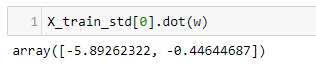 1 X_train_std[0].dot(w)
array([-5.89262322, -0.44644687])